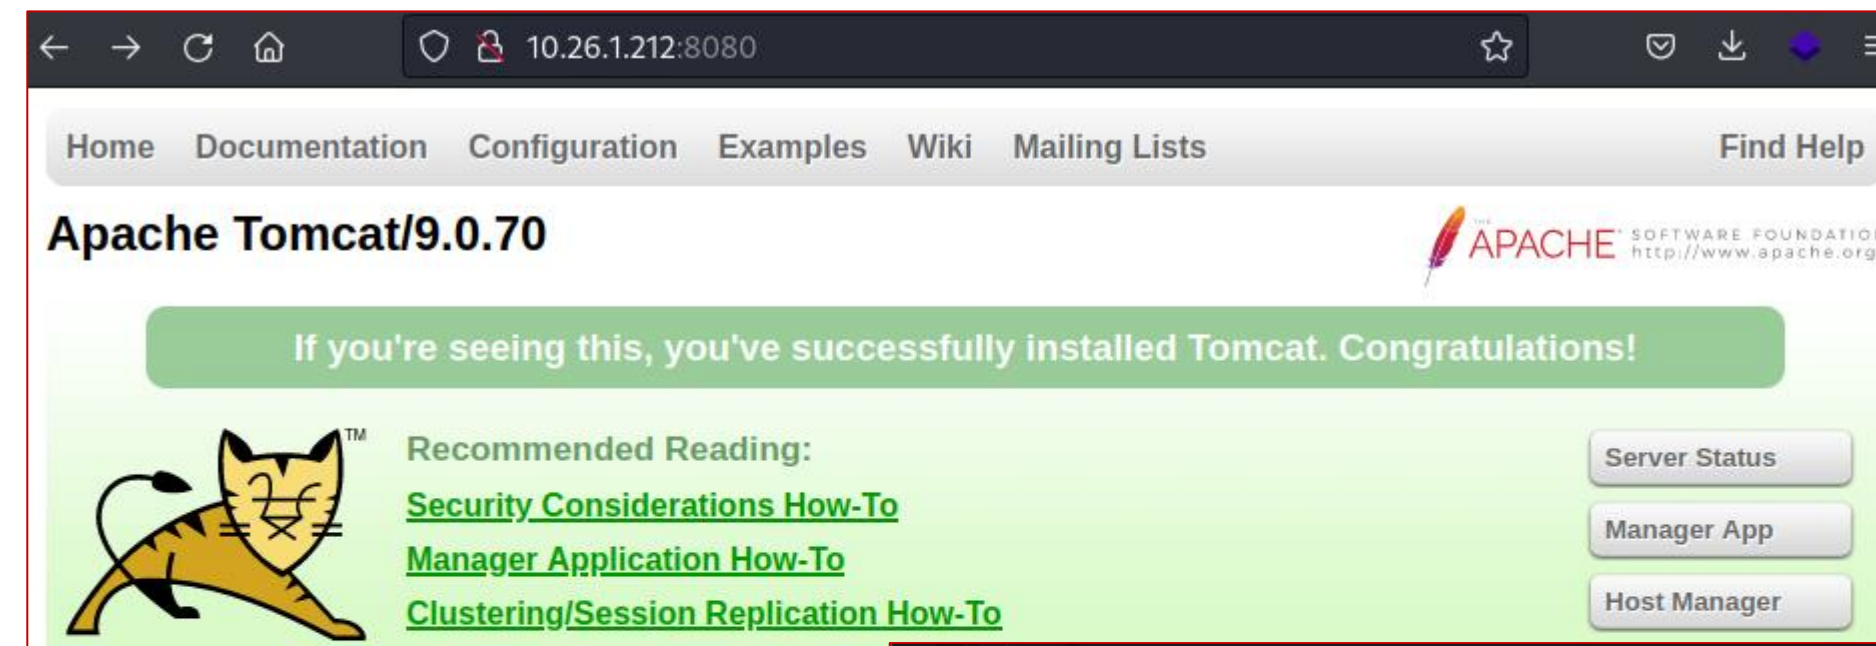 10.26.1.212:8080
Home Documentation Configuration Examples Wiki Mailing Lists Find Help
Apache Tomcat/9.0.70
THE
APACHE SOFTWARE FOUNDATION
http://www.apache.org
If you're seeing this, you've successfully installed Tomcat. Congratulations!
TM
Recommended Reading:
Security Considerations How-To
Manager Application How-To
Clustering/Session Replication How-To
Server Status
Manager App
Host Manager